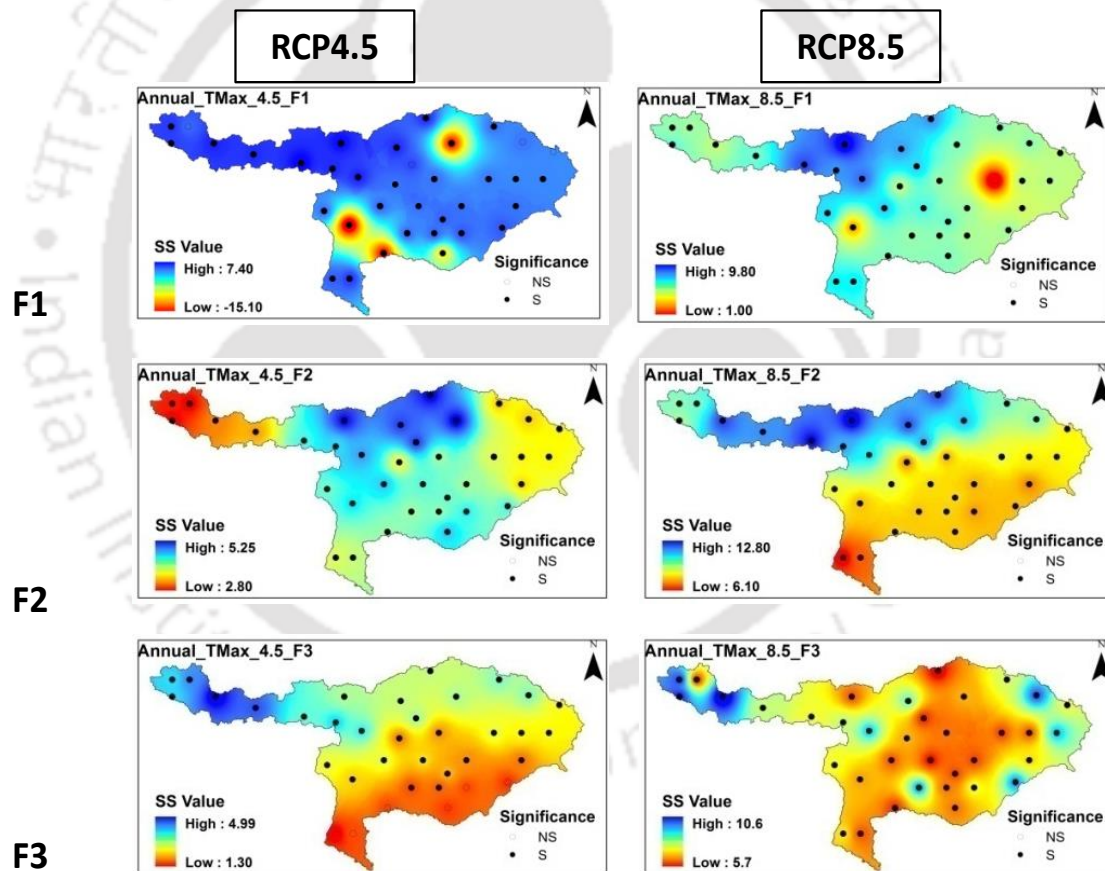 RCP4.5
RCP8.5
F1
Annual_TMax_4.5_F1
N
SS Value
High : 7.40
Low : -15.10
Significance
NS
S
Annual_TMax_8.5_F1
N
SS Value
High : 9.80
Low : 1.00
Significance
NS
S
F2
Annual_TMax_4.5_F2
N
SS Value
High : 5.25
Low : 2.80
Significance
NS
S
Annual_TMax_8.5_F2
N
SS Value
High : 12.80
Low : 6.10
Significance
NS
S
F3
Annual_TMax_4.5_F3
N
SS Value
High : 4.99
Low : 1.30
Significance
NS
S
Annual_TMax_8.5_F3
N
SS Value
High : 10.6
Low : 5.7
Significance
NS
S
Indian